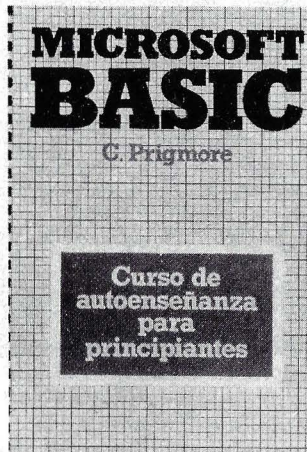 MICROSOFT
BASIC
C. Prigmore
Curso de
autoenseñanza
para
principiantes